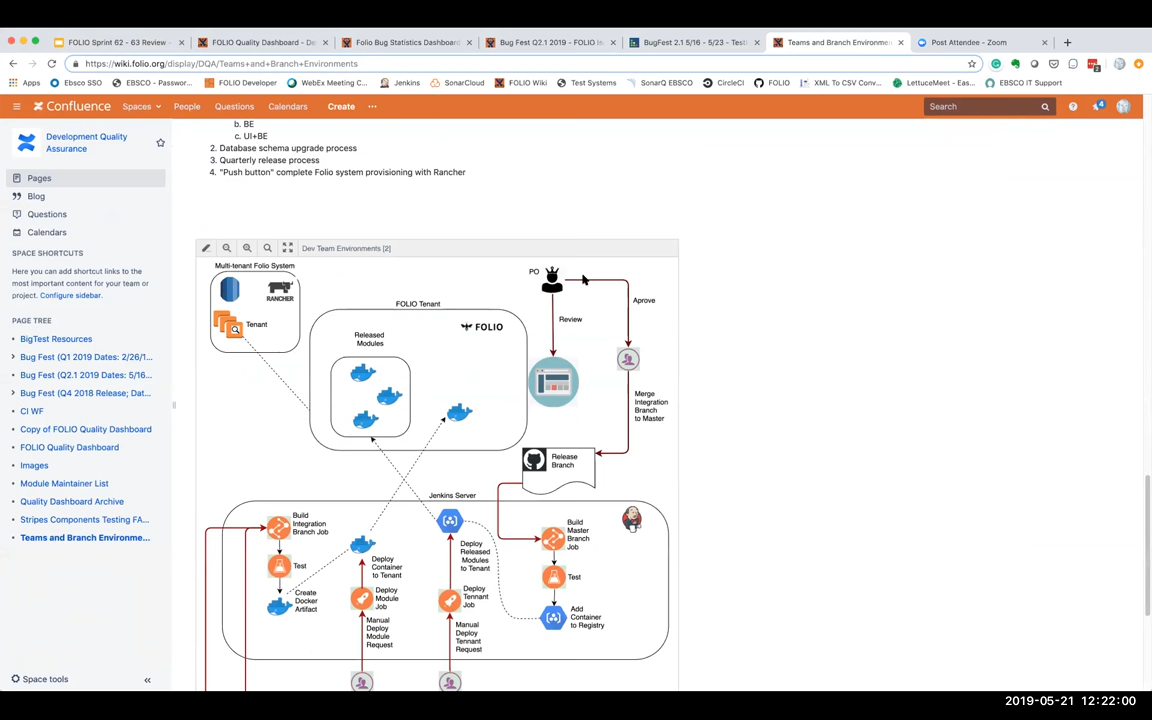 FOLIO Sprint 62 - 63 Review -
FOLIO Quality Dashboard - De
Folio Bug Statistics Dashboard
Bug Fest Q2.1 2019 - FOLIO Is
BugFest 2.1 5/16 - 5/23 - Test
Teams and Branch Environmen
Post Attendee - Zoom
https://wiki.folio.org/display/DQA/Teams+and+Branch+Environments
Apps
Ebsco SSO
EBSCO - Passwor...
FOLIO Developer
WebEx Meeting C...
Jenkins
SonarCloud
FOLIO Wiki
Test Systems
SonarQ EBSCO
CircleCI
FOLIO
XML To CSV Conv...
LettuceMeet - Eas...
EBSCO IT Support
Confluence
Spaces
People
Questions
Calendars
Create
Search
4
Development Quality
Assurance
Pages
Blog
Questions
Calendars
SPACE SHORTCUTS
Here you can add shortcut links to the
most important content for your team or
project. Configure sidebar.
PAGE TREE
BigTest Resources
Bug Fest (Q1 2019 Dates: 2/26/1...
Bug Fest (Q2.1 2019 Dates: 5/16...
Bug Fest (Q4 2018 Release; Dat...
CI WF
Copy of FOLIO Quality Dashboard
FOLIO Quality Dashboard
Images
Module Maintainer List
Quality Dashboard Archive
Stripes Components Testing FA...
Teams and Branch Environme...
Space tools
b. BE
c. UI+BE
2. Database schema upgrade process
3. Quarterly release process
4. "Push button" complete Folio system provisioning with Rancher
Dev Team Environments [2]
Multi-tenant Folio System
RANCHER
Tenant
FOLIO Tenant
Released
Modules
FOLIO
PO
Review
Aprove
Merge
Integration
Branch
to Master
Release
Branch
Jenkins Server
Build
Integration
Branch Job
Test
Create
Docker
Artifact
Deploy
Container
to Tenant
Deploy
Module
Job
Manual
Deploy
Module
Request
Deploy
Released
Modules
to Tenant
Deploy
Tennant
Job
Manual
Deploy
Tennant
Request
Build
Master
Branch
Job
Test
Add
Container
to Registry
2019-05-21 12:22:00